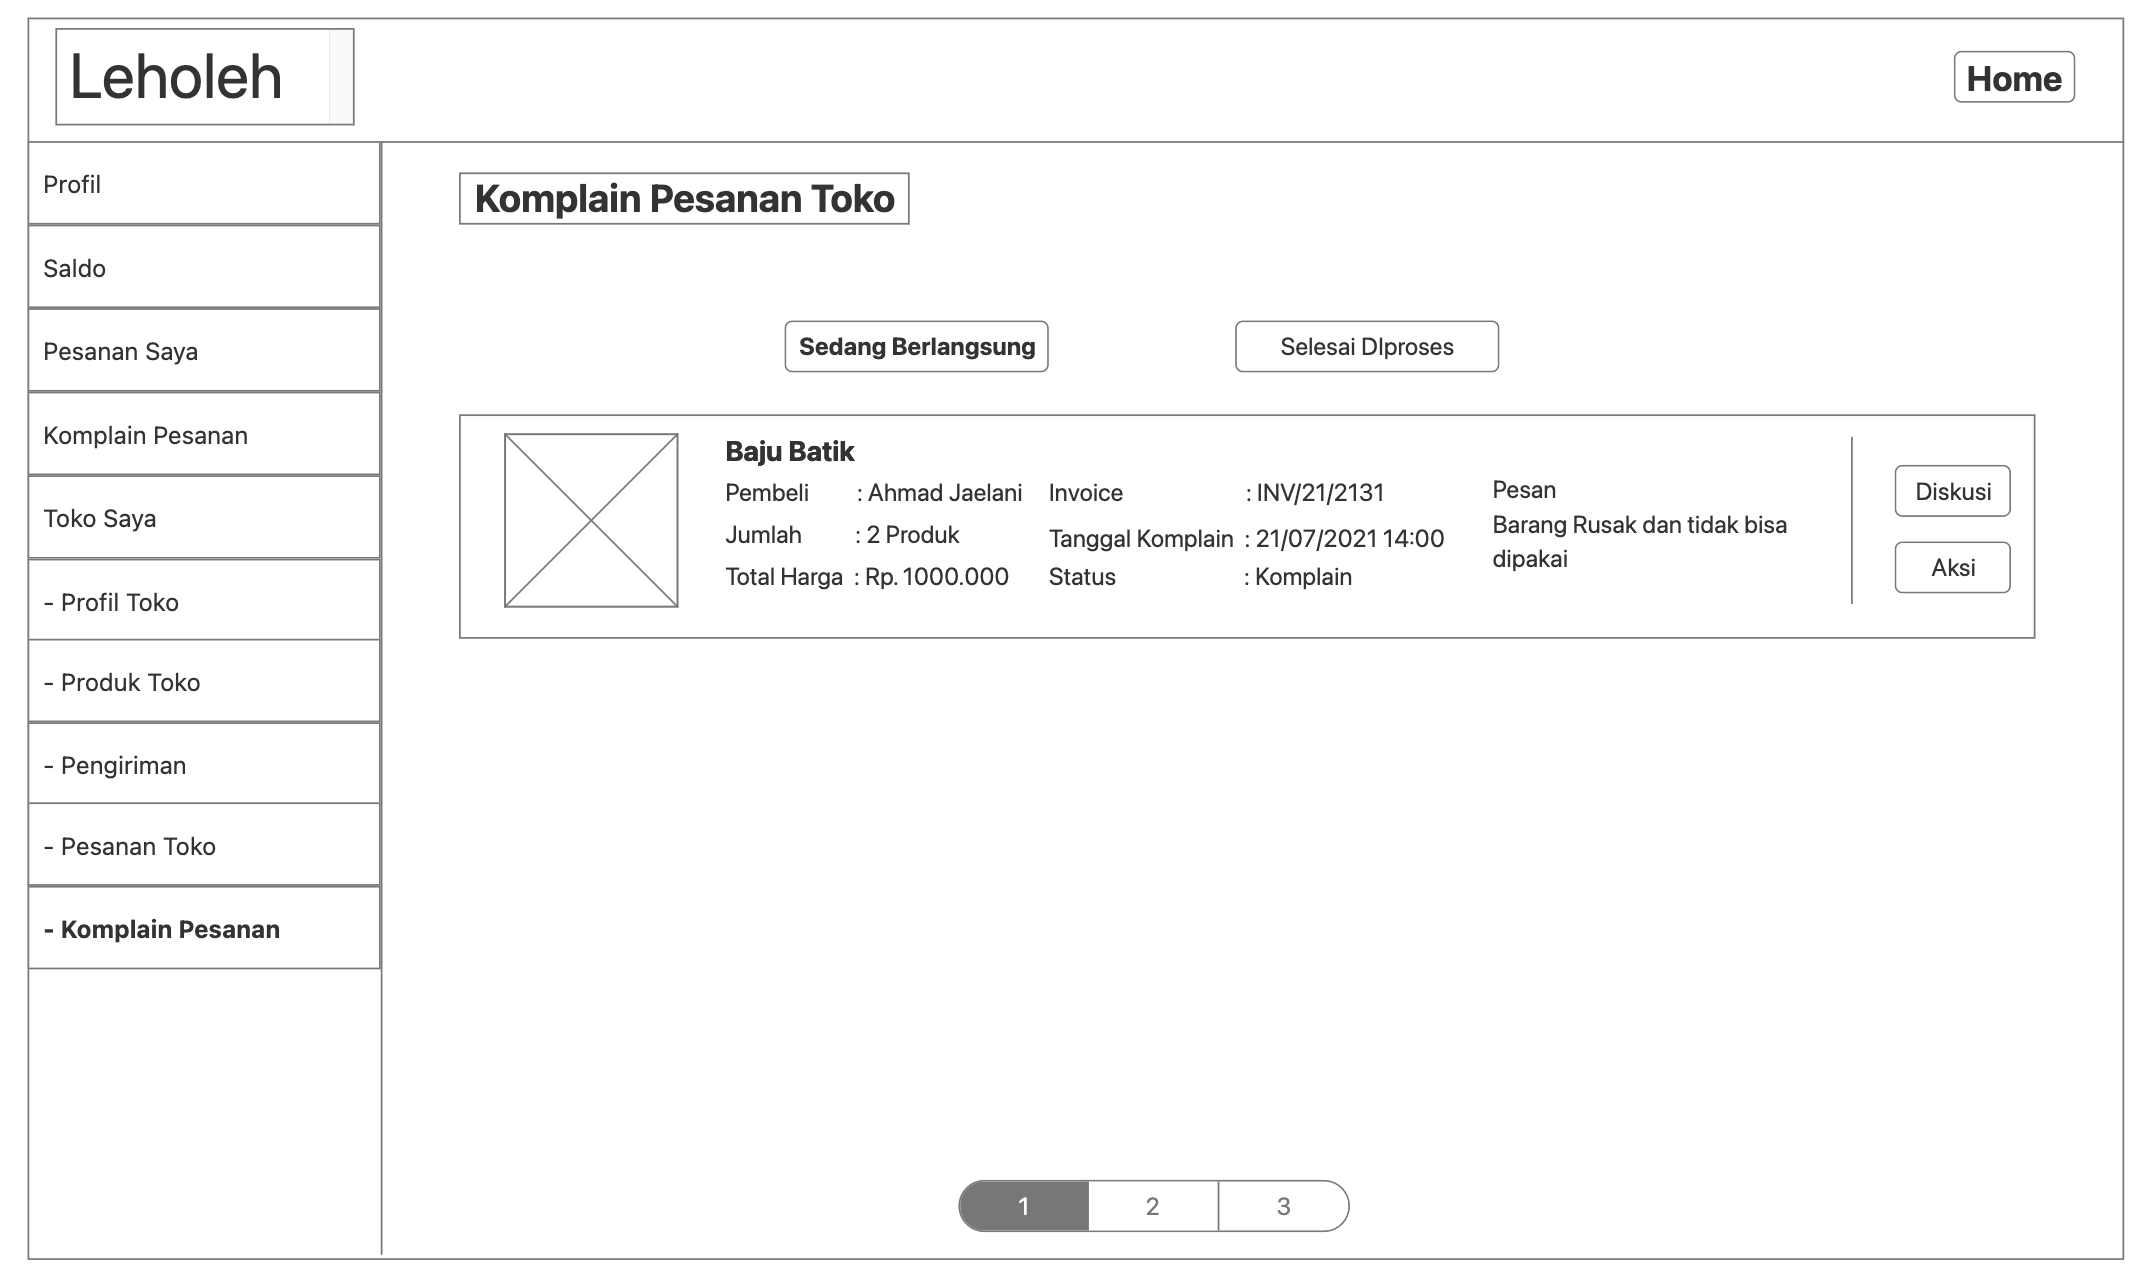 Leholeh
Home
Profil
Saldo
Pesanan Saya
Komplain Pesanan
Toko Saya
- Profil Toko
- Produk Toko
- Pengiriman
- Pesanan Toko
- Komplain Pesanan
Komplain Pesanan Toko
Sedang Berlangsung
Selesai DIproses
Baju Batik
Pembeli : Ahmad Jaelani
Jumlah : 2 Produk
Total Harga : Rp. 1000.000
Invoice : INV/21/2131
Tanggal Komplain : 21/07/2021 14:00
Status : Komplain
Pesan
Barang Rusak dan tidak bisa
dipakai
Diskusi
Aksi
1 2 3